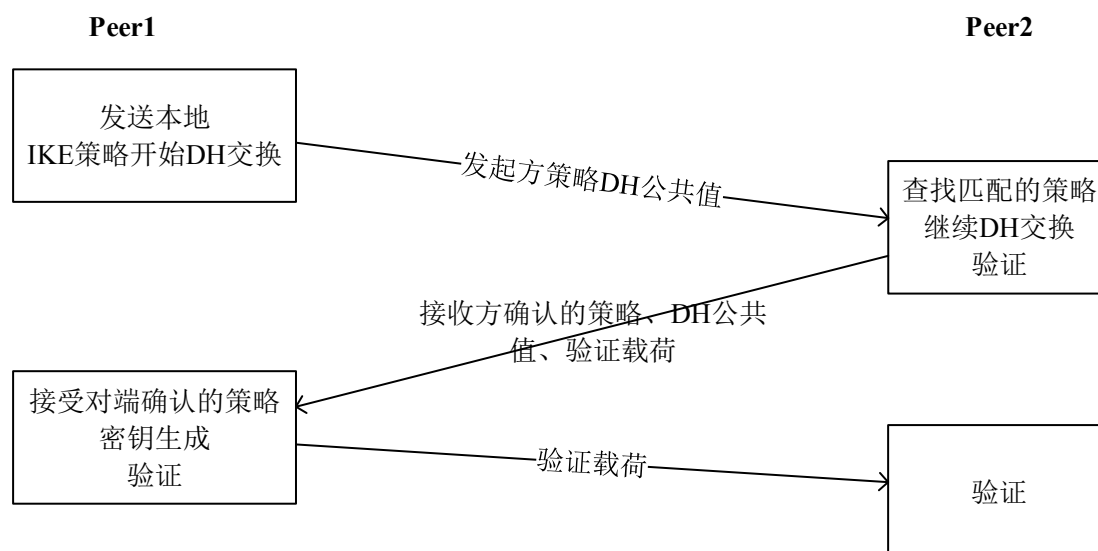 Peer1
Peer2
发送本地
IKE策略开始DH交换
发起方策略DH公共值
查找匹配的策略
继续DH交换
验证
接收方确认的策略、DH公共
值、验证载荷
接受对端确认的策略
密钥生成
验证
验证载荷
验证